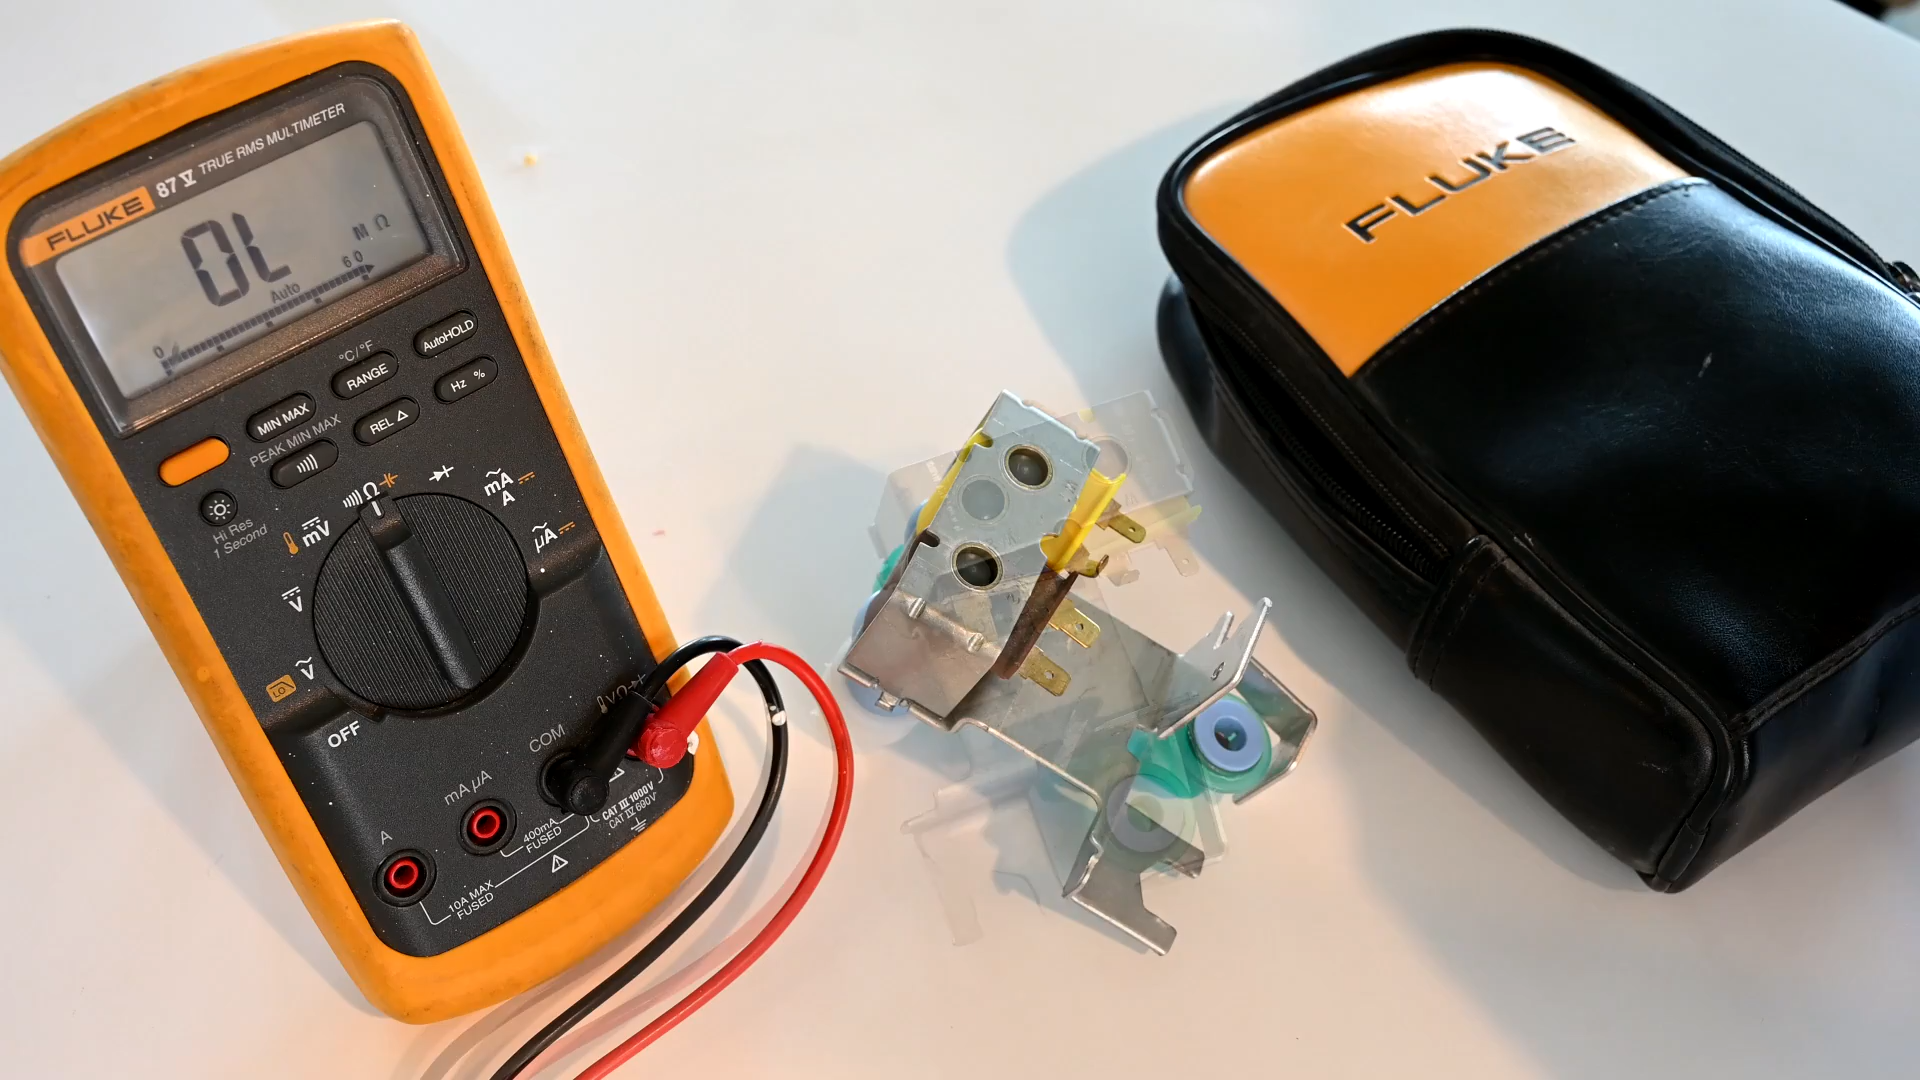 FLUKE 87 V TRUE RMS MULTIMETER
OL
M Ω
0
Auto
60
MIN MAX
°C/°F
RANGE
AutoHOLD
PEAK MIN MAX
REL Δ
Hz %
Hi Res
1 Second
Ω
mV
V
V
LO
mA
A
µA
OFF
VΩ
COM
mA µA
A
400mA
FUSED
CAT III 1000V
CAT IV 600V
10A MAX
FUSED
FLUKE